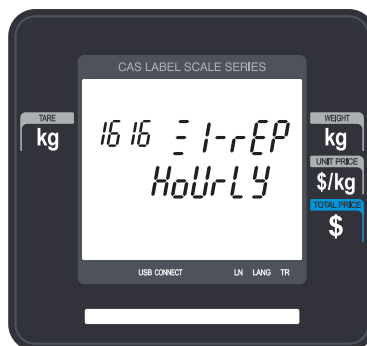 CAS LABEL SCALE SERIES
TARE
kg
1616 Ξ1-rEP
HoUrLY
WEIGHT
kg
UNIT PRICE
$/kg
TOTAL PRICE
$
USB CONNECT LN LANG TR